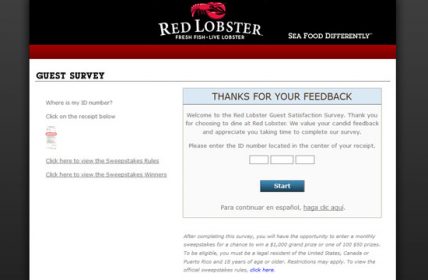 RED LOBSTER
FRESH FISH • LIVE LOBSTER
SEA FOOD DIFFERENTLY
GUEST SURVEY
Where is my ID number?
Click on the receipt below
Click here to view the Sweepstakes Rules
Click here to view the Sweepstakes Winners
THANKS FOR YOUR FEEDBACK
Welcome to the Red Lobster Guest Satisfaction Survey. Thank you
for choosing to dine at Red Lobster. We value your candid feedback
and appreciate you taking time to complete our survey.
Please enter the ID number located in the center of your receipt.
Start
Para continuar en español, haga clic aquí.
After completing this survey, you will have the opportunity to enter a monthly
sweepstakes for a chance to win a $1,000 grand prize or one of 100 $50 prizes.
To be eligible, you must be a legal resident of the United States, Canada or
Puerto Rico and 18 years of age or older. Restrictions may apply. To view the
official sweepstakes rules, click here.